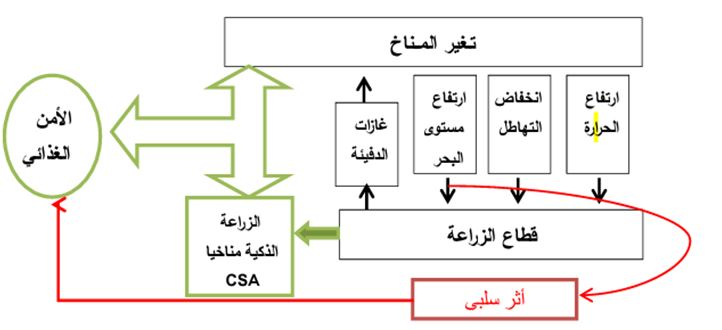 تغير المناخ
ارتفاع
الحرارة
انخفاض
التهاطل
ارتفاع
مستوى
البحر
غازات
الدفيئة
الأمن
الغذائي
قطاع الزراعة
الزراعة
الذكية مناخيا
CSA
أثر سلبي